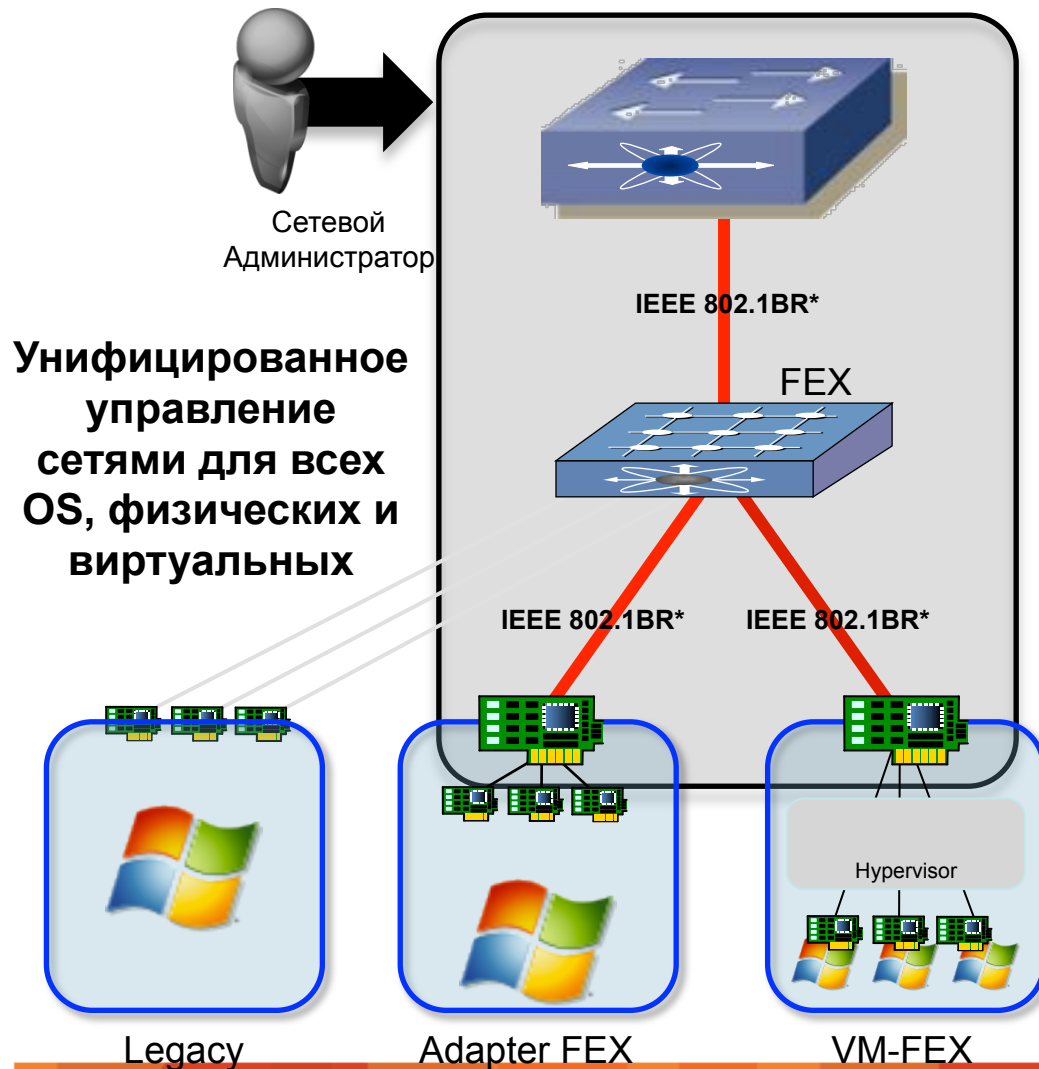 Сетевой
Администратор
IEEE 802.1BR*
Унифицированное
управление
сетями для всех
OS, физических и
виртуальных
FEX
IEEE 802.1BR*
IEEE 802.1BR*
Hypervisor
Legacy
Adapter FEX
VM-FEX